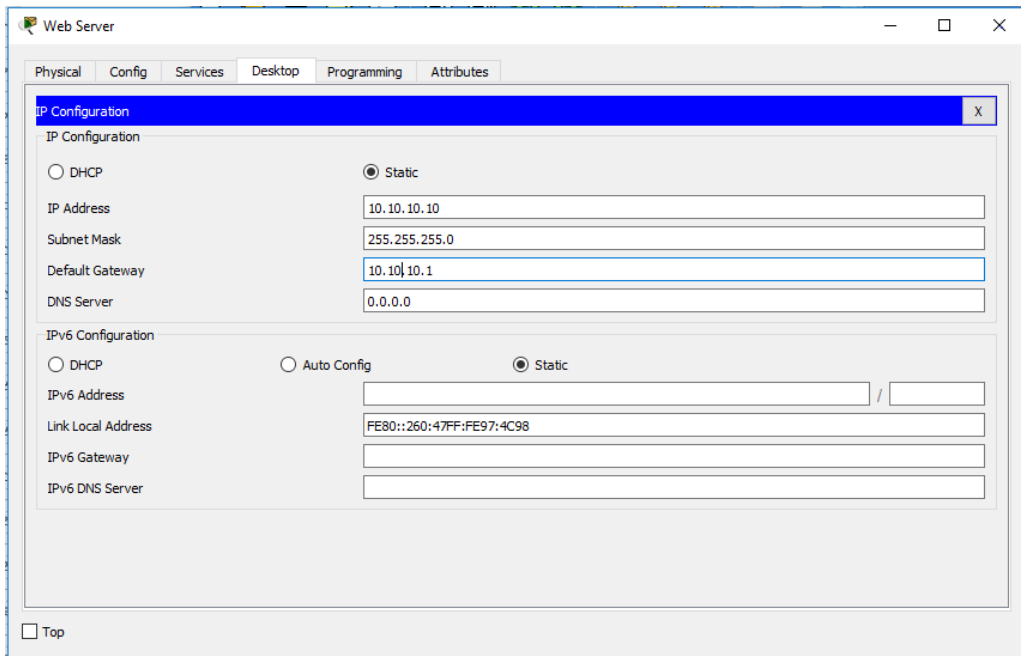 Web Server
Physical Config Services Desktop Programming Attributes
IP Configuration X
IP Configuration
DHCP Static
IP Address 10.10.10.10
Subnet Mask 255.255.255.0
Default Gateway 10.10.10.1
DNS Server 0.0.0.0
IPv6 Configuration
DHCP Auto Config Static
IPv6 Address /
Link Local Address FE80::260:47FF:FE97:4C98
IPv6 Gateway
IPv6 DNS Server
Top